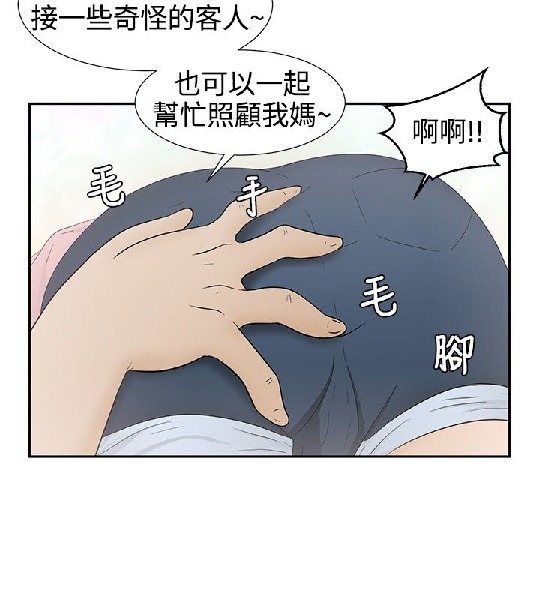 接一些奇怪的客人~
也可以一起
幫忙照顧我媽~
啊啊!!
毛
手
毛
腳